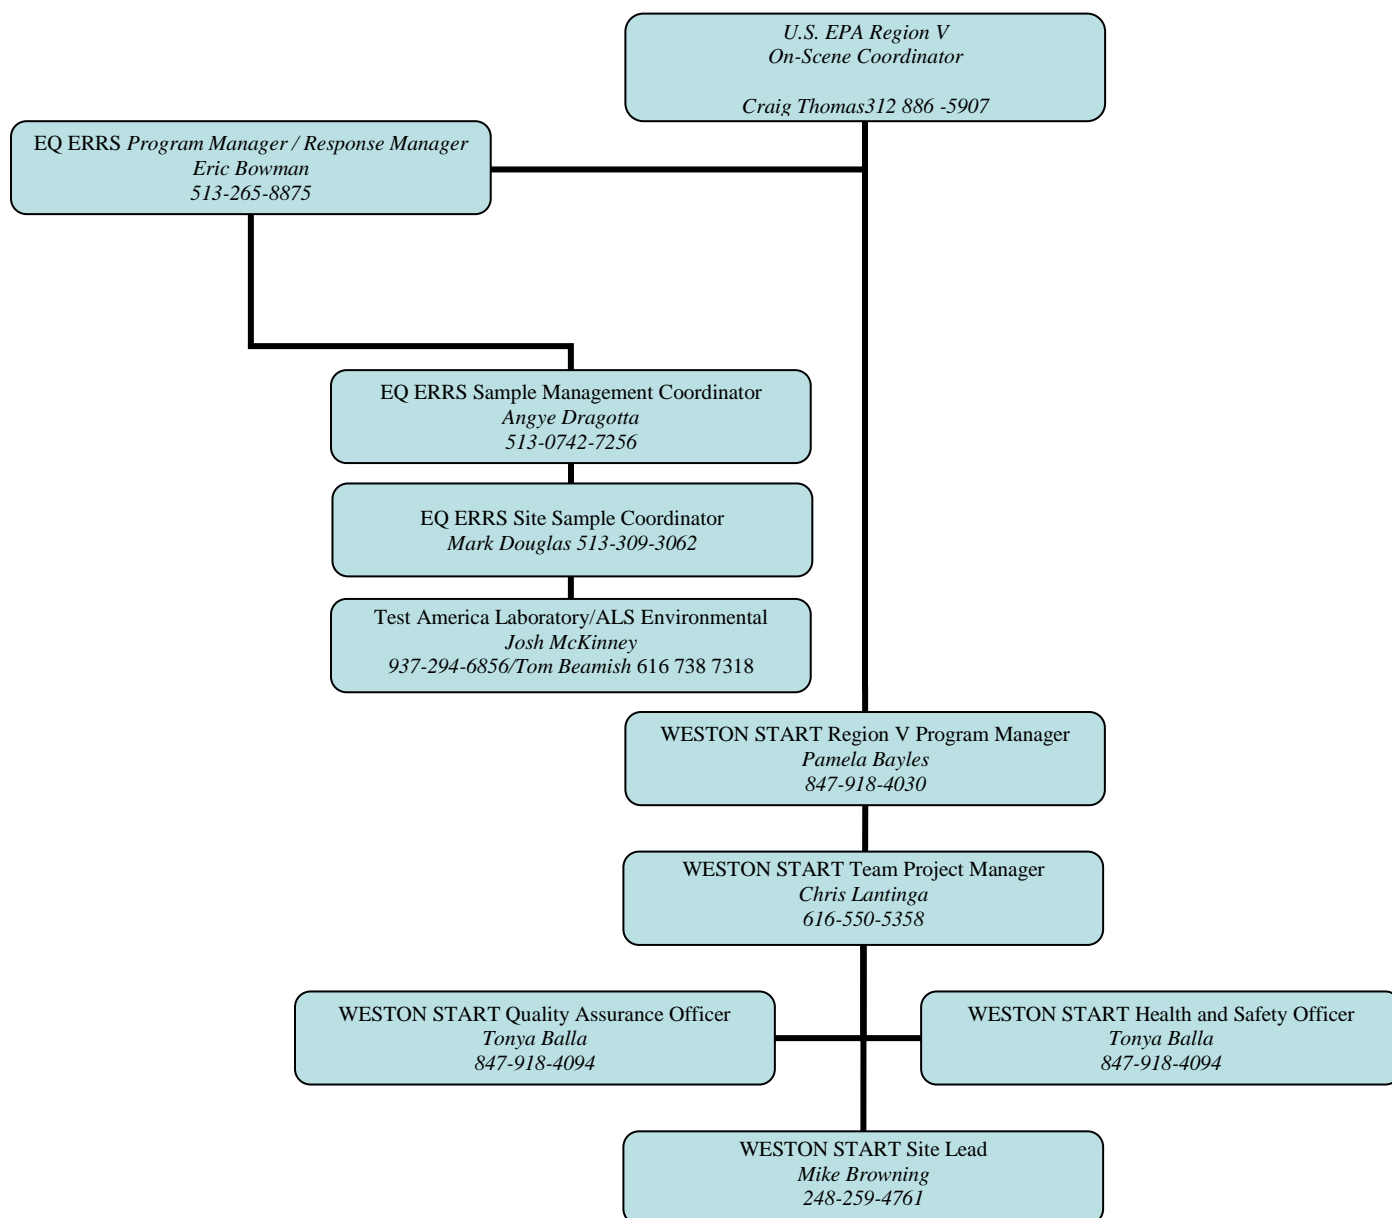 U.S. EPA Region V
On-Scene Coordinator
Craig Thomas312 886 -5907
EQ ERRS Program Manager / Response Manager
Eric Bowman
513-265-8875
EQ ERRS Sample Management Coordinator
Angye Dragotta
513-0742-7256
EQ ERRS Site Sample Coordinator
Mark Douglas 513-309-3062
Test America Laboratory/ALS Environmental
Josh McKinney
937-294-6856/Tom Beamish 616 738 7318
WESTON START Region V Program Manager
Pamela Bayles
847-918-4030
WESTON START Team Project Manager
Chris Lantinga
616-550-5358
WESTON START Quality Assurance Officer
Tonya Balla
847-918-4094
WESTON START Health and Safety Officer
Tonya Balla
847-918-4094
WESTON START Site Lead
Mike Browning
248-259-4761